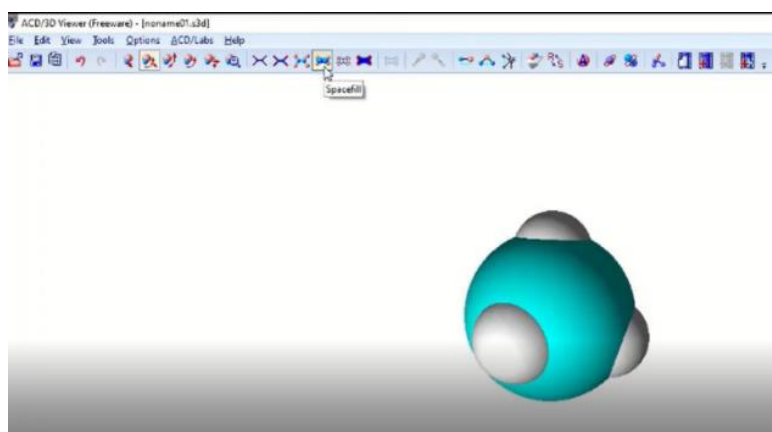 ACD/3D Viewer (Freeware) - [noname01.s3d]
File Edit View Tools Options ACD/Labs Help
Spacefill